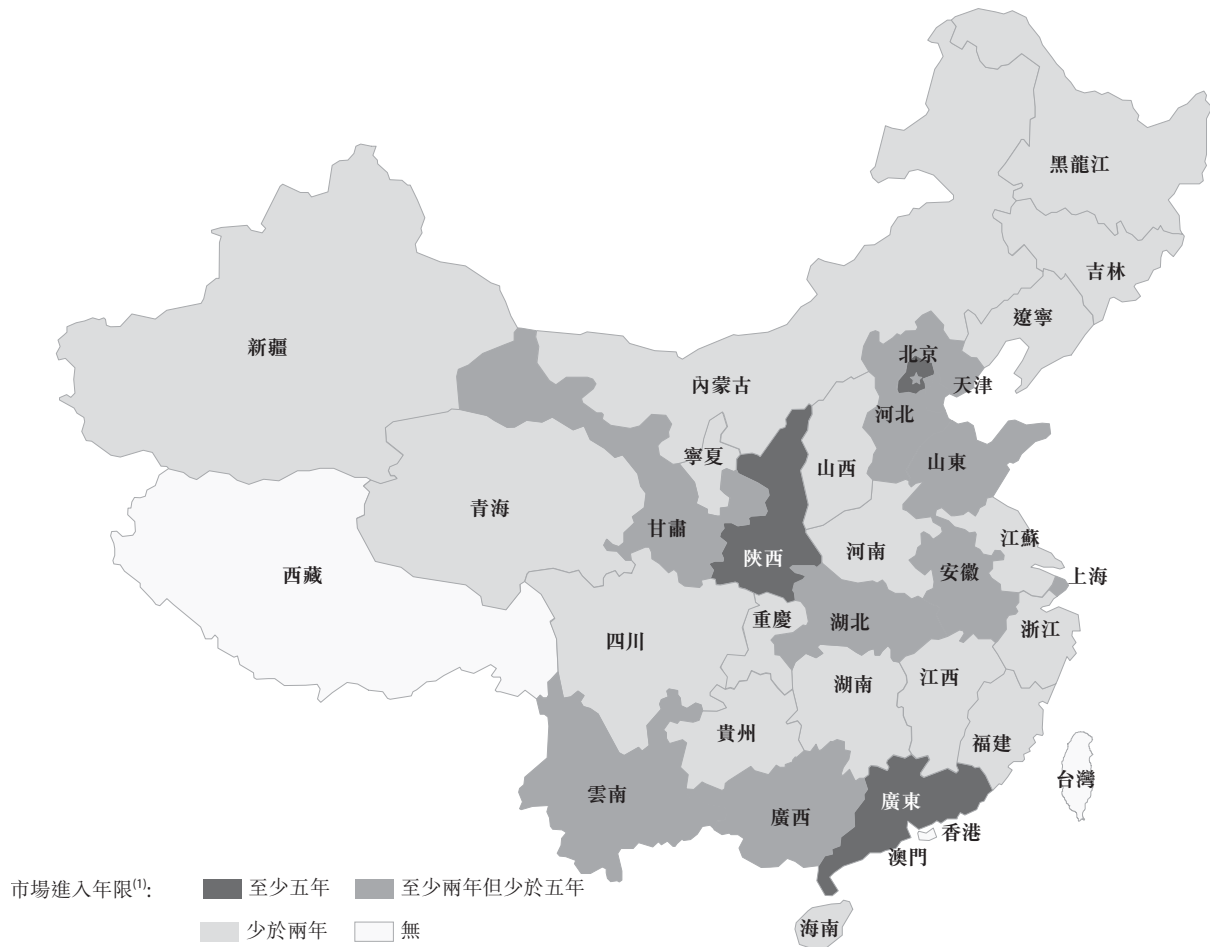 黑龍江
吉林
遼寧
新疆
北京
天津
內蒙古
河北
寧夏
山西
山東
青海
甘肅
陝西
河南
江蘇
西藏
安徽
上海
重慶
湖北
浙江
四川
湖南
江西
貴州
福建
雲南
廣西
廣東
台灣
香港
澳門
海南
市場進入年限(1): 至少五年 至少兩年但少於五年
少於兩年 無